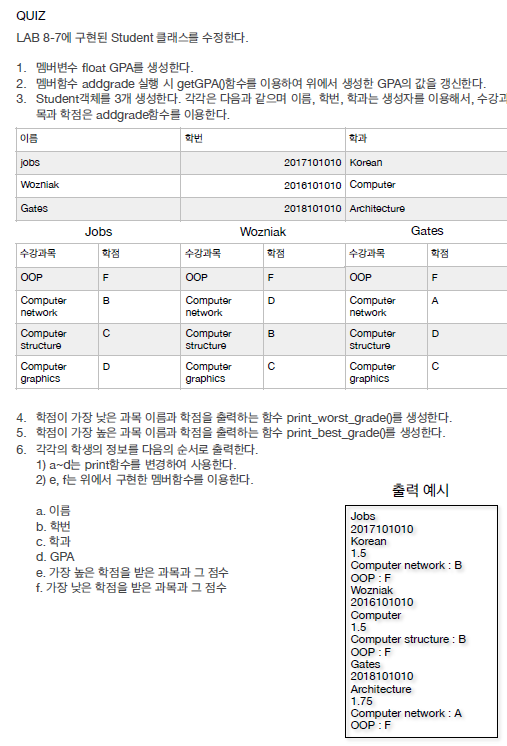 QUIZ
LAB 8-7에 구현된 Student 클래스를 수정한다.
1. 멤버변수 float GPA를 생성한다.
2. 멤버함수 addgrade 실행 시 getGPA()함수를 이용하여 위에서 생성한 GPA의 값을 갱신한다.
3. Student객체를 3개 생성한다. 각각은 다음과 같으며 이름, 학번, 학과는 생성자를 이용해서, 수강과
목과 학점은 addgrade함수를 이용한다.
이름 학번 학과
jobs 2017101010 Korean
Wozniak 2016101010 Computer
Gates 2018101010 Architecture
Jobs Wozniak Gates
수강과목 학점 수강과목 학점 수강과목 학점
OOP F OOP F OOP F
Computer B Computer D Computer A
network network network
Computer C Computer B Computer D
structure structure structure
Computer D Computer C Computer C
graphics graphics graphics
4. 학점이 가장 낮은 과목 이름과 학점을 출력하는 함수 print_worst_grade()를 생성한다.
5. 학점이 가장 높은 과목 이름과 학점을 출력하는 함수 print_best_grade()를 생성한다.
6. 각각의 학생의 정보를 다음의 순서로 출력한다.
1) a~d는 print함수를 변경하여 사용한다.
2) e, f는 위에서 구현한 멤버함수를 이용한다.
a. 이름
b. 학번
c. 학과
d. GPA
e. 가장 높은 학점을 받은 과목과 그 점수
f. 가장 낮은 학점을 받은 과목과 그 점수
출력 예시
Jobs
2017101010
Korean
1.5
Computer network : B
OOP : F
Wozniak
2016101010
Computer
1.5
Computer structure : B
OOP : F
Gates
2018101010
Architecture
1.75
Computer network : A
OOP : F